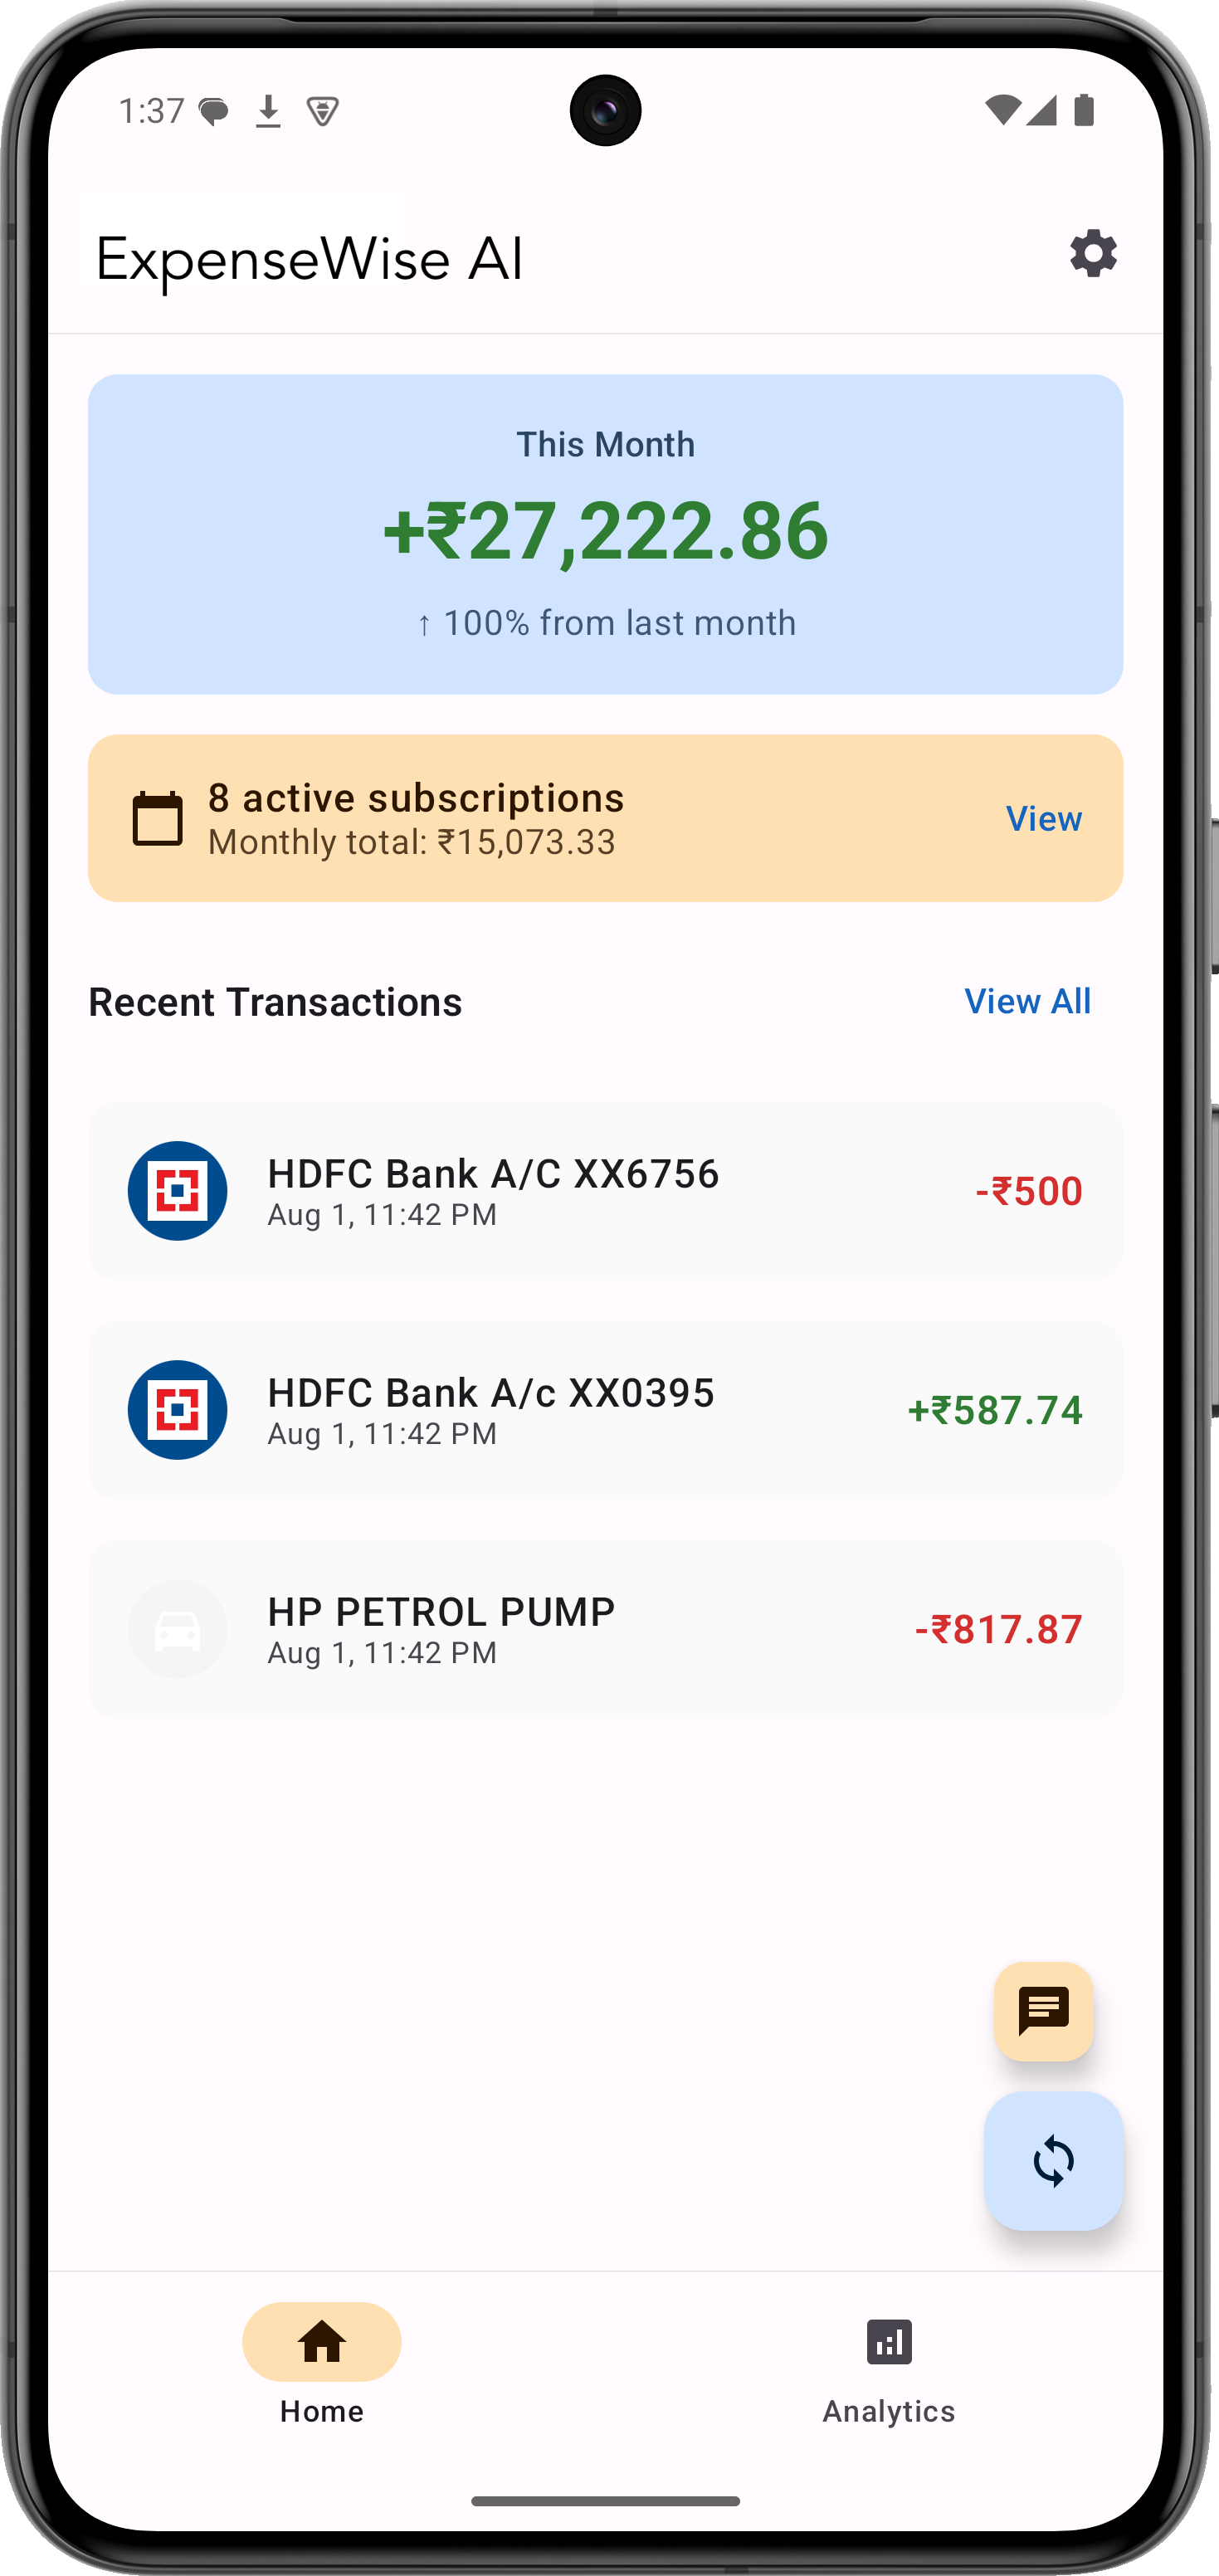 1:37
ExpenseWise AI
This Month
+₹27,222.86
↑ 100% from last month
8 active subscriptions
Monthly total: ₹15,073.33
View
Recent Transactions
View All
HDFC Bank A/C XX6756
Aug 1, 11:42 PM
-₹500
HDFC Bank A/c XX0395
Aug 1, 11:42 PM
+₹587.74
HP PETROL PUMP
Aug 1, 11:42 PM
-₹817.87
Home
Analytics